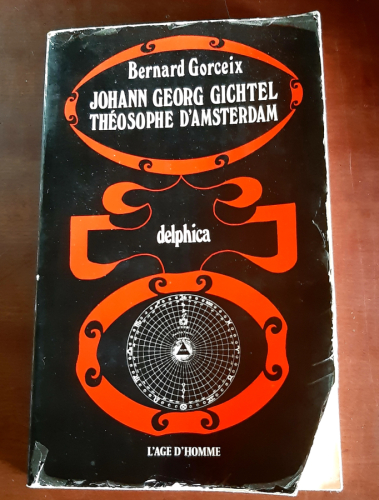 Bernard Gorceix
JOHANN GEORG GICHTEL
THÉOSOPHE D'AMSTERDAM
delphica
L'AGE D'HOMME